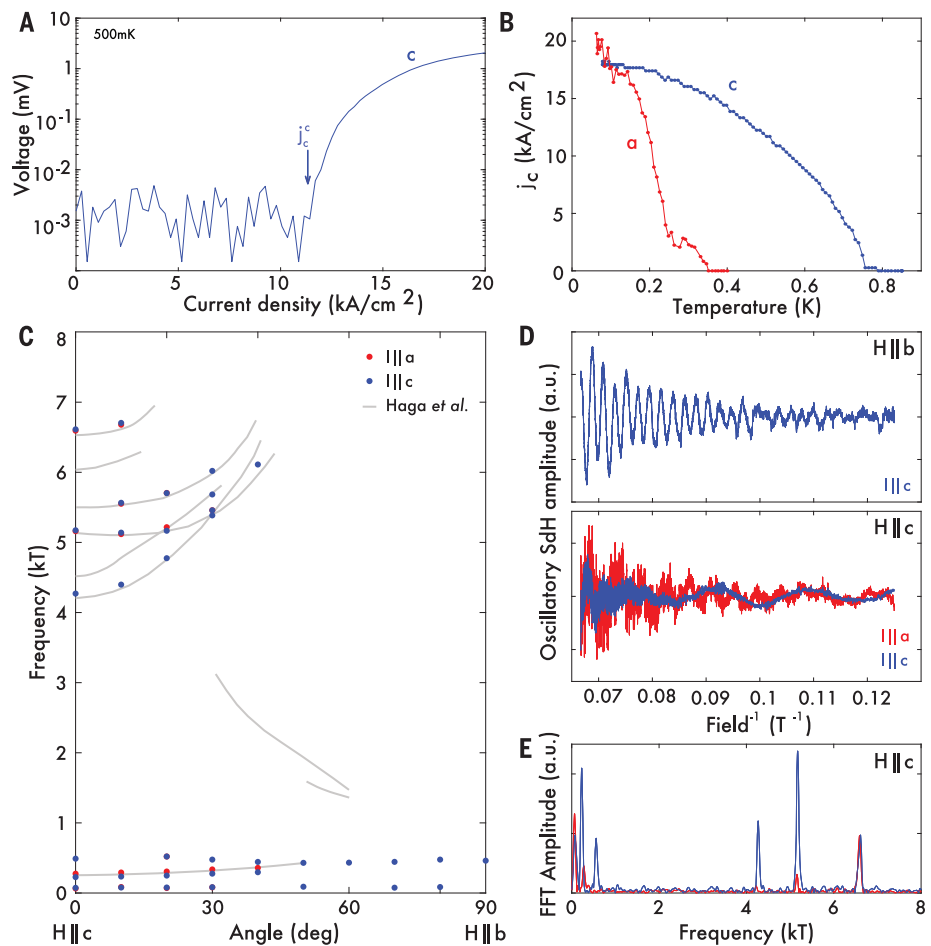 A
500mK
c
j_c^c
Voltage (mV)
10
1
10^-1
10^-2
10^-3
0
5
10
15
20
Current density (kA/cm^2)
B
j_c (kA/cm^2)
20
15
10
5
0
a
c
0.2
0.4
0.6
0.8
Temperature (K)
C
Frequency (kT)
8
7
6
5
4
3
2
1
0
I||a
I||c
Haga et al.
0
30
60
90
H||c
Angle (deg)
H||b
D
Oscillatory SdH amplitude (a.u.)
H||b
I||c
H||c
I||a
I||c
0.07 0.08 0.09 0.1 0.11 0.12
Field^-1 (T^-1)
E
FFT Amplitude (a.u.)
H||c
0 2 4 6 8
Frequency (kT)